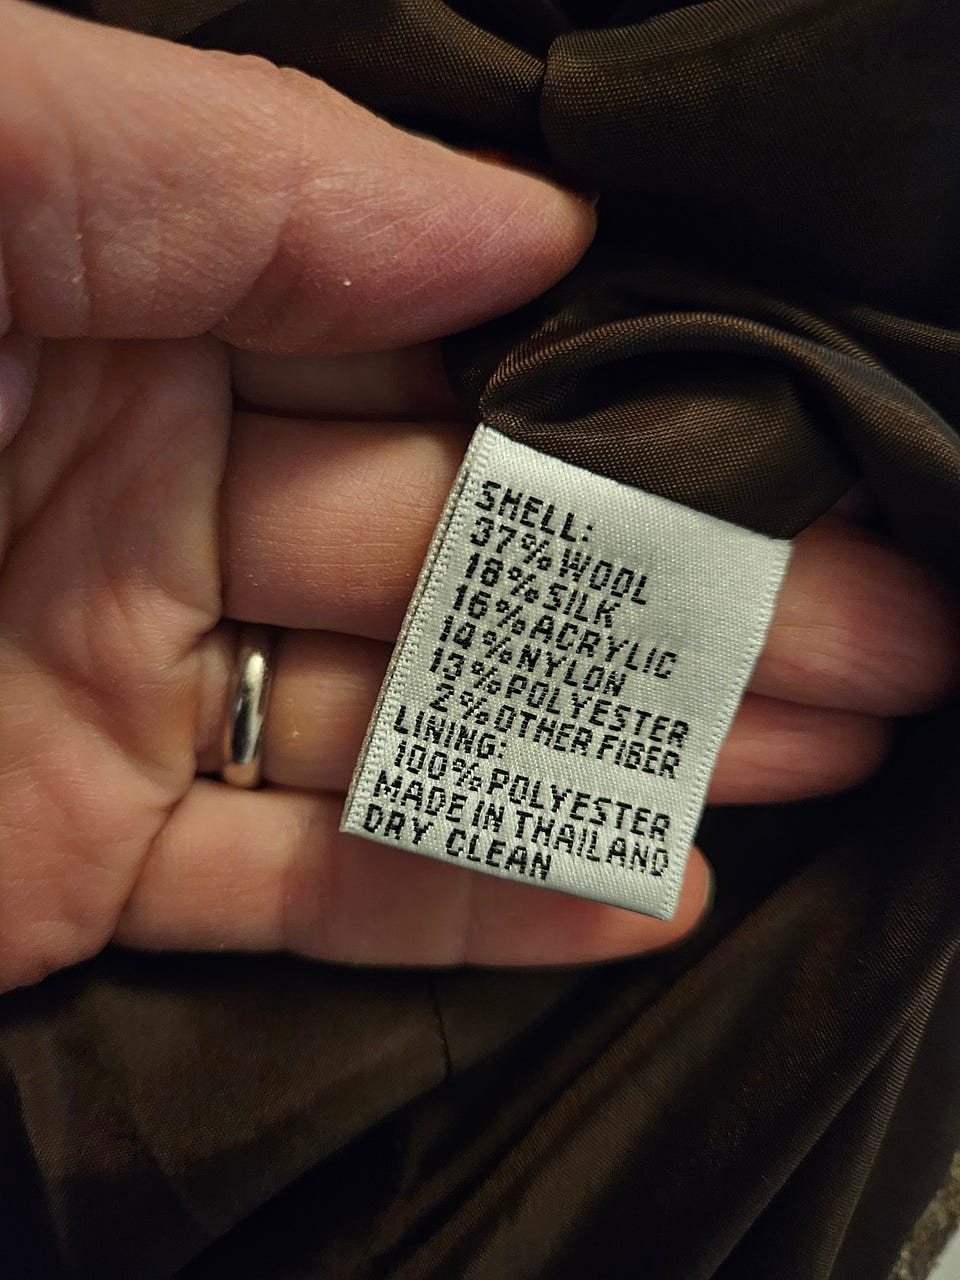 SHELL:
37% WOOL
18% SILK
16% ACRYLIC
14% NYLON
13% POLYESTER
2% OTHER FIBER
LINING:
100% POLYESTER
MADE IN THAILAND
DRY CLEAN